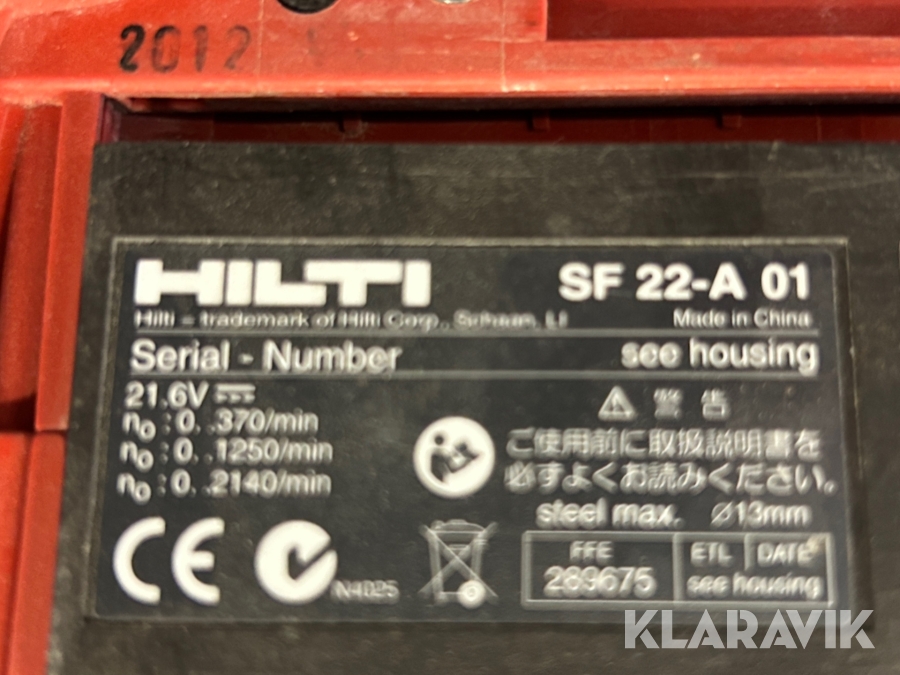 2012
HILTI
SF 22-A 01
Hilti = trademark of Hilti Corp., Schaan, LI
Made in China
Serial - Number
see housing
21.6V
n₀ : 0...370/min
n₀ : 0...1250/min
n₀ : 0...2140/min
⚠ 警告
ご使用前に取扱説明書を
必ずよくお読みください。
steel max. Ø13mm
CE
N4025
FFE
289675
ETL
DATE
see housing
KLARAVIK